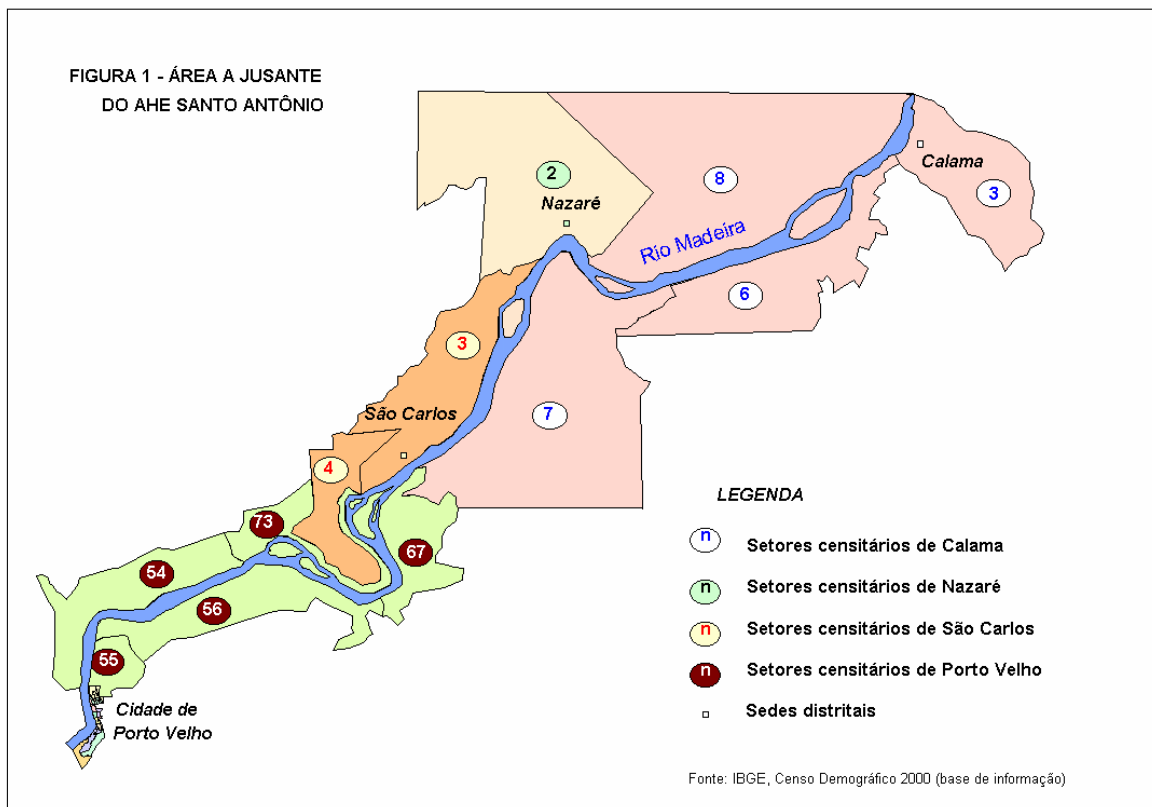 FIGURA 1 - ÁREA A JUSANTE
DO AHE SANTO ANTÔNIO
2
Nazaré
8
Calama
3
Rio Madeira
6
3
São Carlos
7
4
73
67
54
56
55
Cidade de
Porto Velho
LEGENDA
n Setores censitários de Calama
n Setores censitários de Nazaré
n Setores censitários de São Carlos
n Setores censitários de Porto Velho
Sedes distritais
Fonte: IBGE, Censo Demográfico 2000 (base de informação)